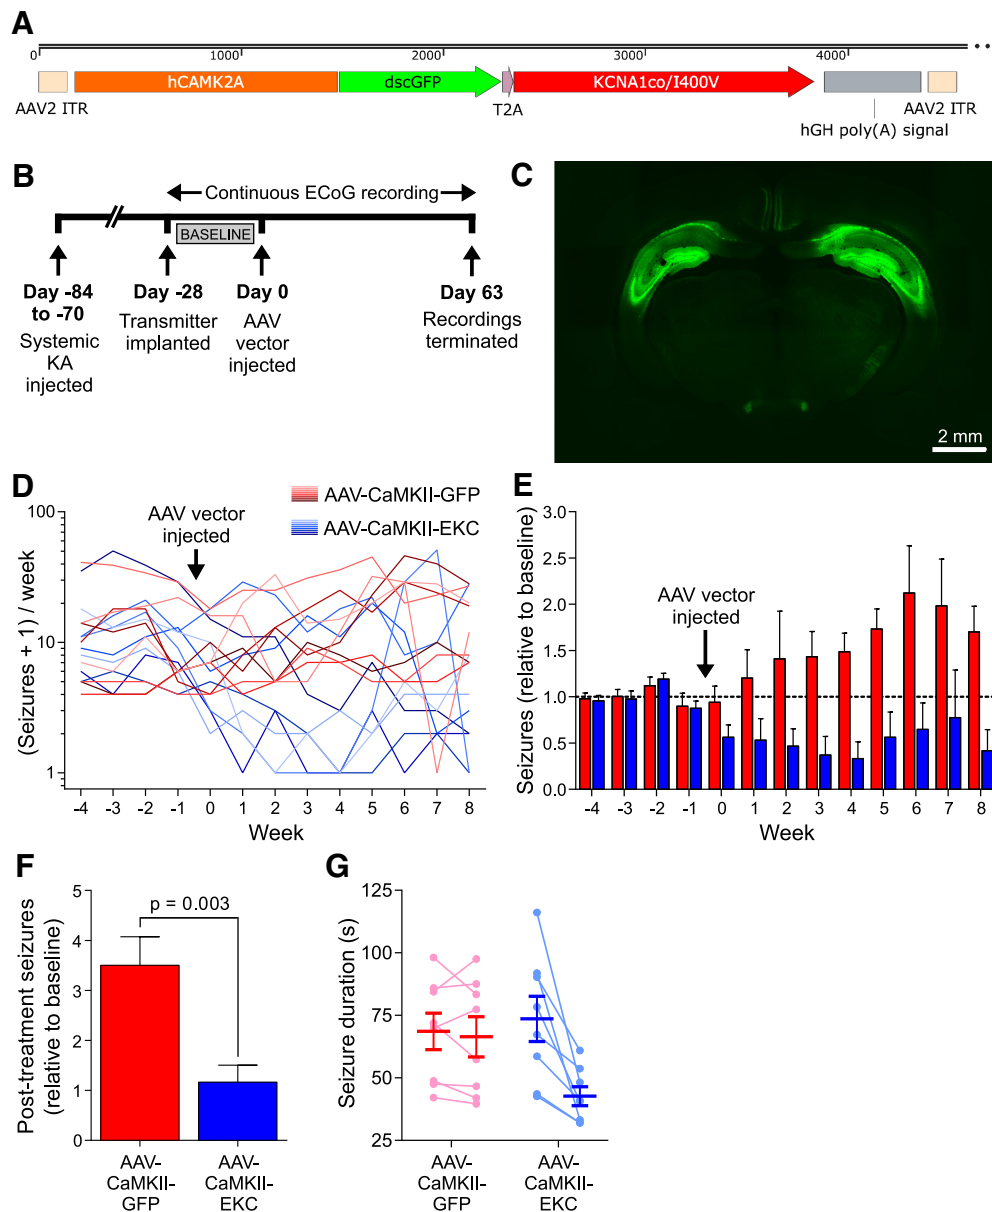 A
0 1000 2000 3000 4000
hCAMK2A dscGFP KCNA1co/I400V
AAV2 ITR T2A AAV2 ITR
hGH poly(A) signal
B
Continuous ECoG recording
BASELINE
Day -84
to -70
Systemic
KA
injected
Day -28
Transmitter
implanted
Day 0
AAV
vector
injected
Day 63
Recordings
terminated
C
2 mm
D
AAV-CaMKII-GFP
AAV-CaMKII-EKC
AAV vector
injected
(Seizures + 1) / week
100
10
1
-4 -3 -2 -1 0 1 2 3 4 5 6 7 8
Week
E
Seizures (relative to baseline)
AAV vector
injected
3.0
2.5
2.0
1.5
1.0
0.5
0.0
-4 -3 -2 -1 0 1 2 3 4 5 6 7 8
Week
F
Post-treatment seizures
(relative to baseline)
p = 0.003
5
4
3
2
1
0
AAV-
CaMKII-
GFP
AAV-
CaMKII-
EKC
G
Seizure duration (s)
125
100
75
50
25
AAV-
CaMKII-
GFP
AAV-
CaMKII-
EKC